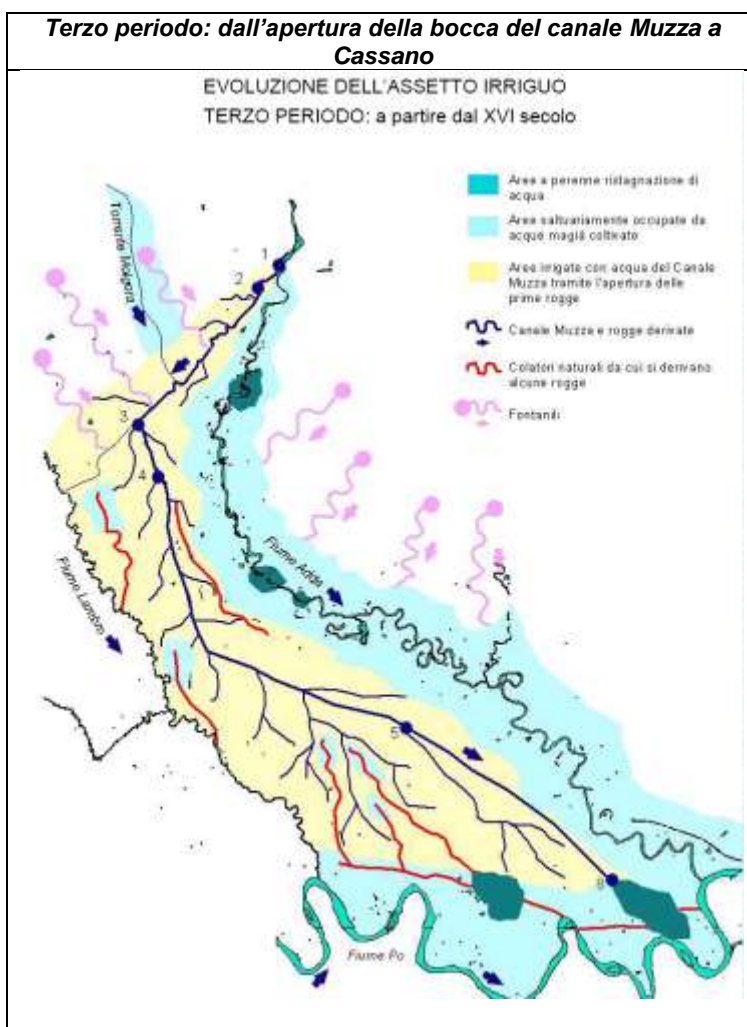 Terzo periodo: dall'apertura della bocca del canale Muzza a
Cassano
EVOLUZIONE DELL'ASSETTO IRRIGUO
TERZO PERIODO: a partire dal XVI secolo
Aree a perenne ristagnazione di
acqua
Aree saltuariamente occupate da
acque magià coltivate
Aree irrigate con acqua del Canale
Muzza tramite l'apertura delle
prime rogge
Canale Muzza e rogge derivate
Colatori naturali da cui si derivano
alcune rogge
Fontanili
Torrente Molgora
1
2
3
4
Fiume Adda
Fiume Lambro
5
Fiume Po